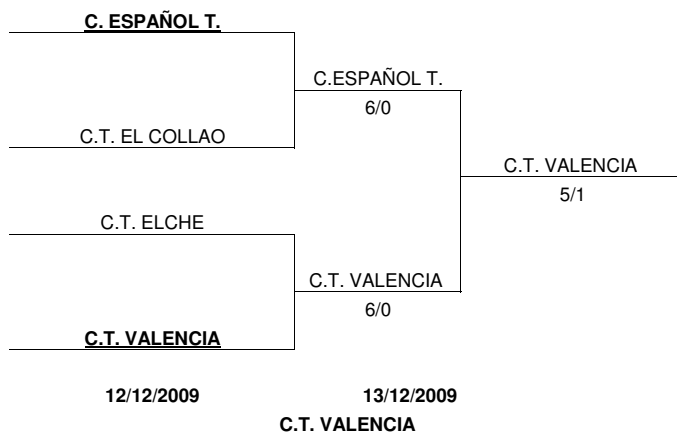 C. ESPAÑOL T.
C.ESPAÑOL T.
6/0
C.T. EL COLLAO
C.T. VALENCIA
5/1
C.T. ELCHE
C.T. VALENCIA
6/0
C.T. VALENCIA
12/12/2009 13/12/2009
C.T. VALENCIA